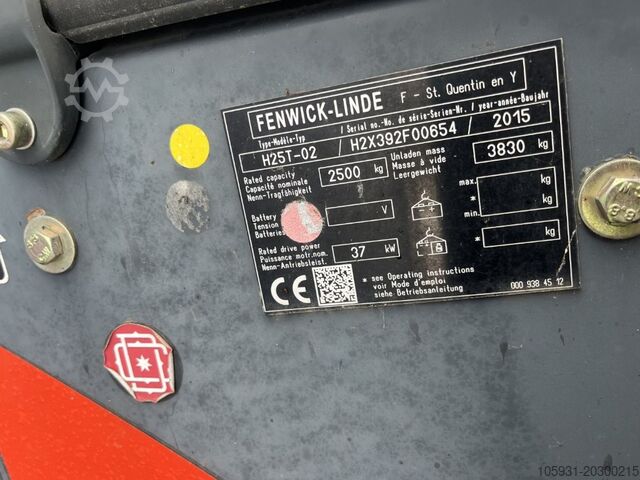 FENWICK-LINDE F - St. Quentin en Y
Type-Modèle-Typ / Serial no.-No de série-Serien-Nr. / year-année-Baujahr
H25T-02 / H2X392F00654 / 2015
Rated capacity
Capacité nominale
Nenn-Tragfähigkeit
2500 kg
Unladen mass
Masse à vide
Leergewicht
3830 kg
Battery
Tension
Batterie
V
max. kg
* kg
min.
Rated drive power
Puissance motr.nom.
Nenn-Antriebsleist.
37 kW
* kg
CE
* see Operating instructions
voir Mode d'emploi
siehe Betriebsanleitung
000 938 45 12
8.8
105931-20300215